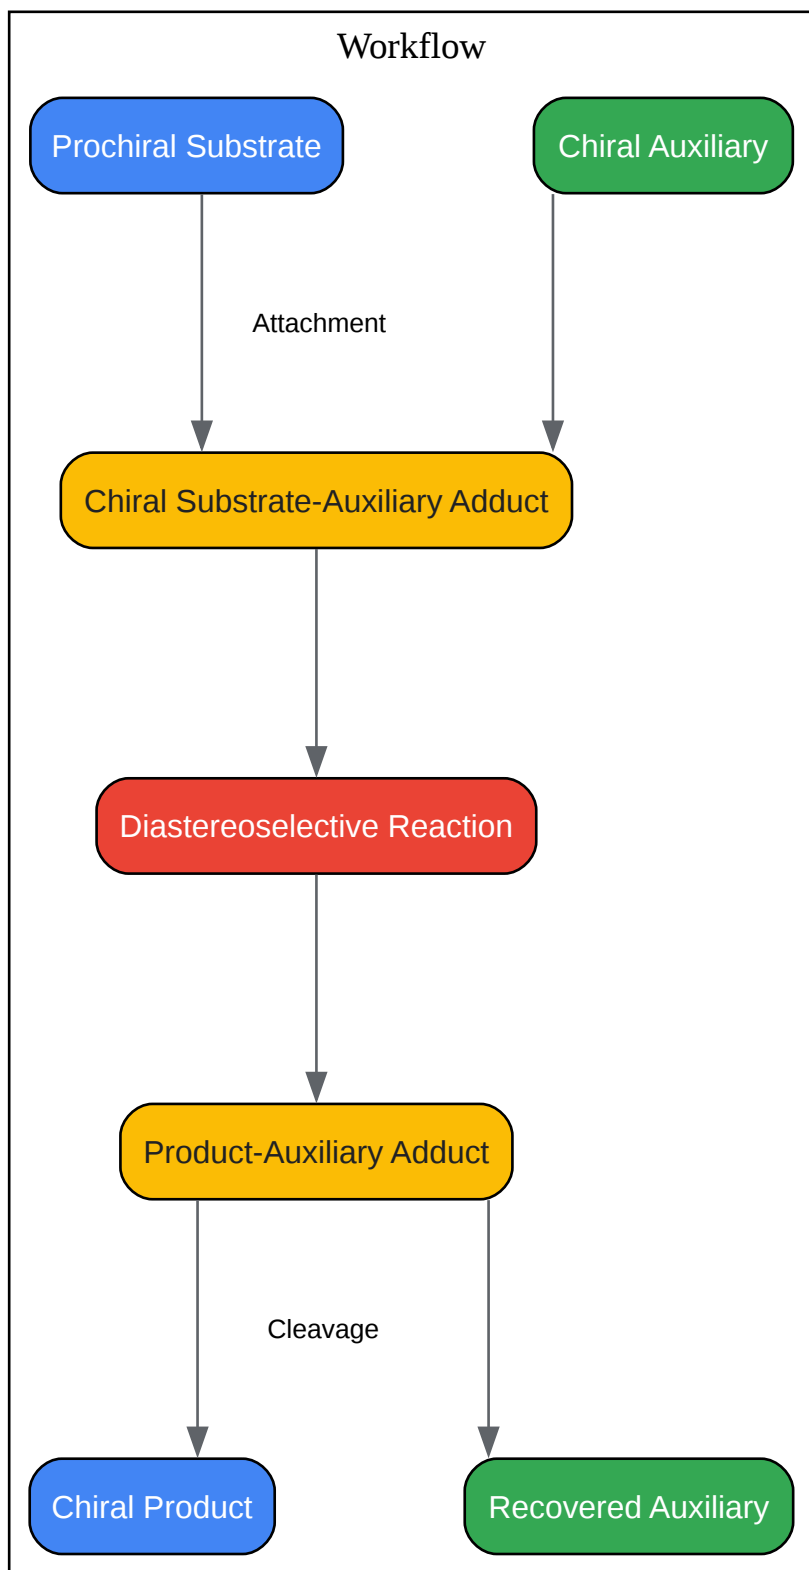 Workflow
Prochiral Substrate
Chiral Auxiliary
Attachment
Chiral Substrate-Auxiliary Adduct
Diastereoselective Reaction
Product-Auxiliary Adduct
Cleavage
Chiral Product
Recovered Auxiliary